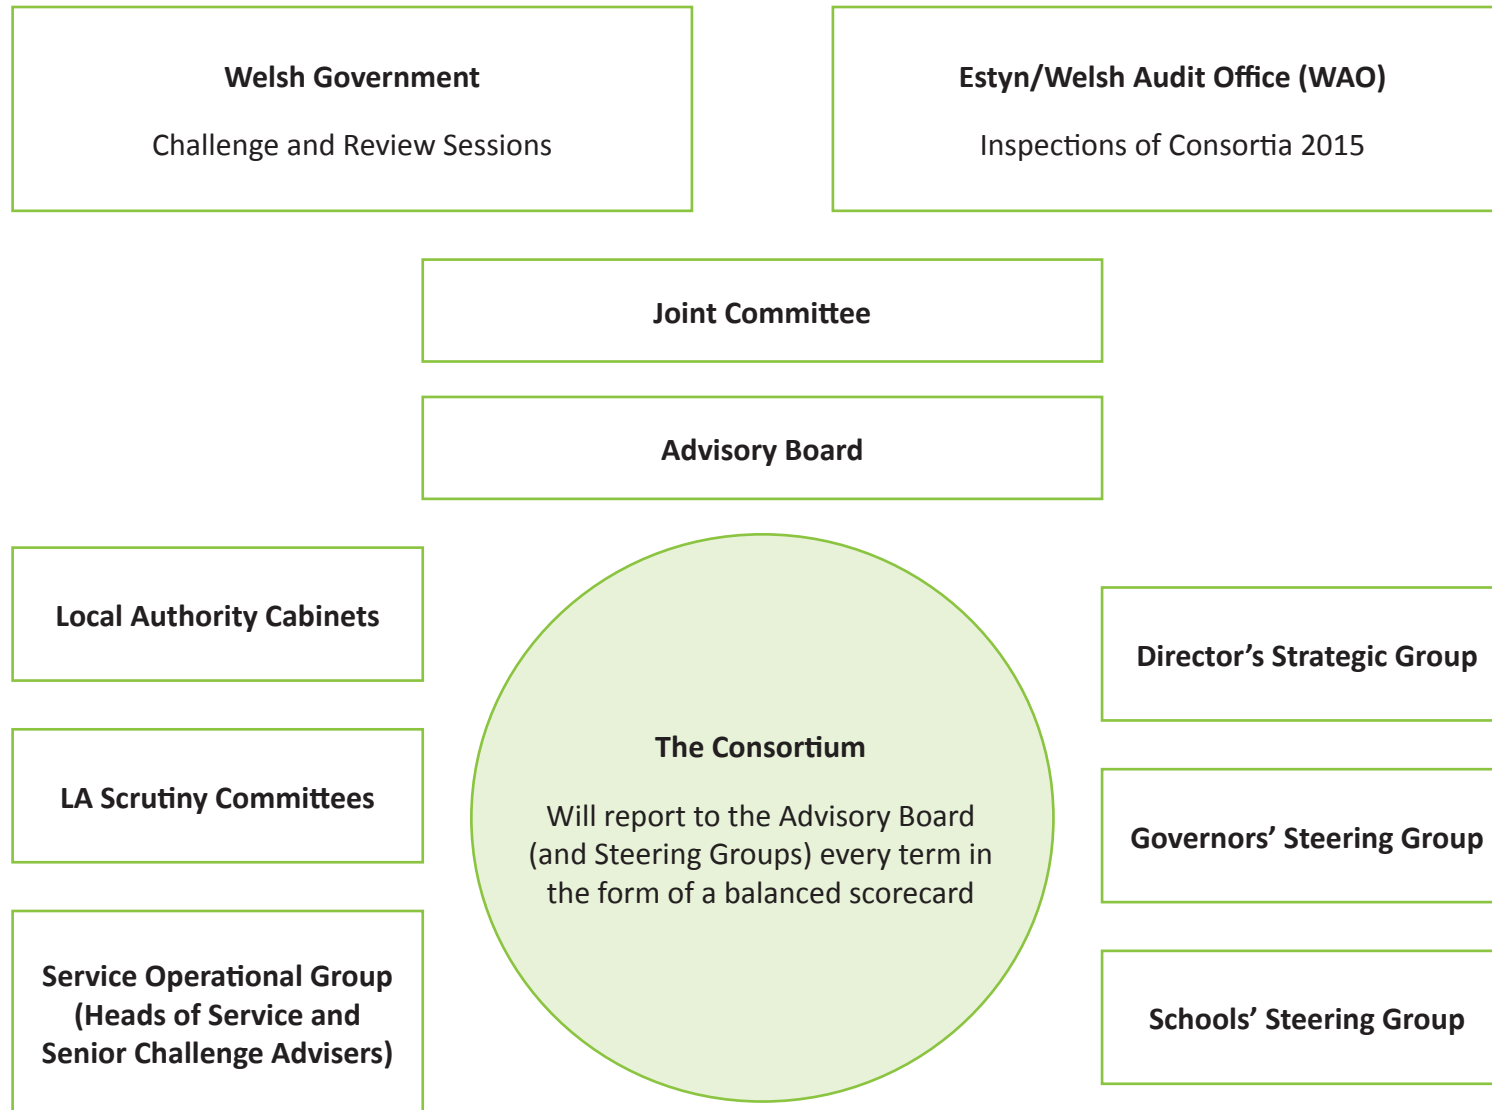 Welsh Government
Challenge and Review Sessions
Estyn/Welsh Audit Office (WAO)
Inspections of Consortia 2015
Joint Committee
Advisory Board
Local Authority Cabinets
LA Scrutiny Committees
Service Operational Group
(Heads of Service and
Senior Challenge Advisers)
The Consortium
Will report to the Advisory Board
(and Steering Groups) every term in
the form of a balanced scorecard
Director’s Strategic Group
Governors’ Steering Group
Schools’ Steering Group